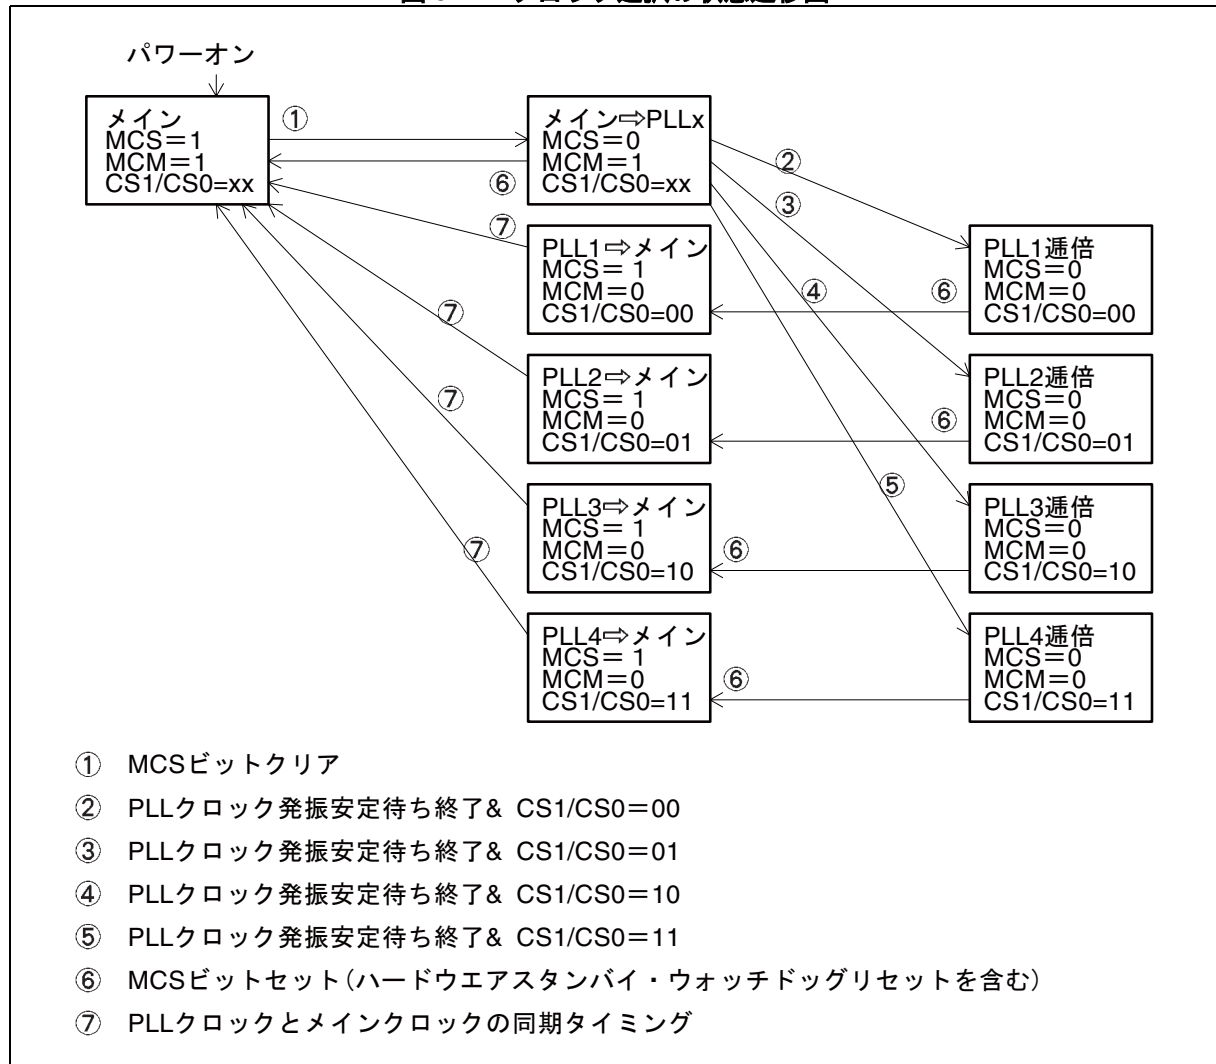 パワーオン
メイン
MCS=1
MCM=1
CS1/CS0=xx
①
メイン⇨PLLx
MCS=0
MCM=1
CS1/CS0=xx
②
⑥
③
⑦
PLL1⇨メイン
MCS=1
MCM=0
CS1/CS0=00
④
⑥
PLL1逓倍
MCS=0
MCM=0
CS1/CS0=00
⑦
PLL2⇨メイン
MCS=1
MCM=0
CS1/CS0=01
⑥
PLL2逓倍
MCS=0
MCM=0
CS1/CS0=01
⑦
PLL3⇨メイン
MCS=1
MCM=0
CS1/CS0=10
⑥
⑤
PLL3逓倍
MCS=0
MCM=0
CS1/CS0=10
⑦
PLL4⇨メイン
MCS=1
MCM=0
CS1/CS0=11
⑥
PLL4逓倍
MCS=0
MCM=0
CS1/CS0=11
① MCSビットクリア
② PLLクロック発振安定待ち終了& CS1/CS0=00
③ PLLクロック発振安定待ち終了& CS1/CS0=01
④ PLLクロック発振安定待ち終了& CS1/CS0=10
⑤ PLLクロック発振安定待ち終了& CS1/CS0=11
⑥ MCSビットセット(ハードウエアスタンバイ・ウォッチドッグリセットを含む)
⑦ PLLクロックとメインクロックの同期タイミング